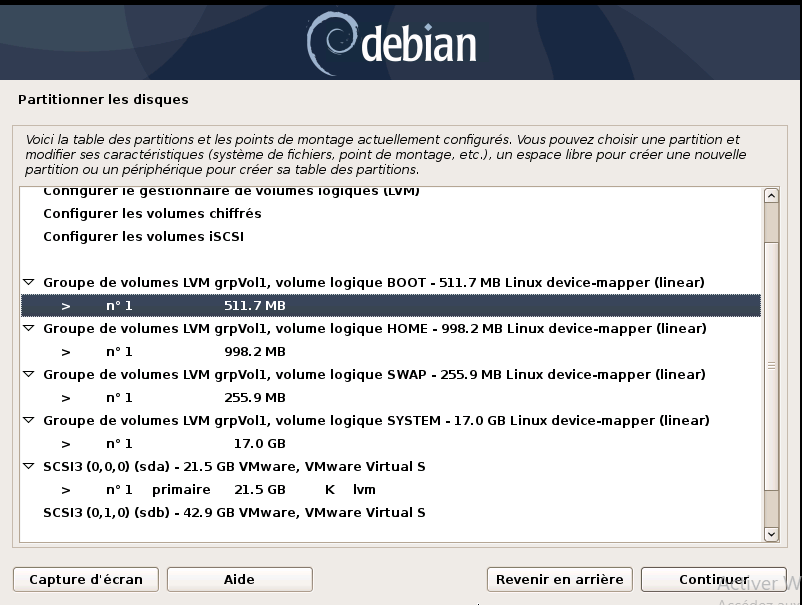 debian
Partitionner les disques
Voici la table des partitions et les points de montage actuellement configurés. Vous pouvez choisir une partition et
modifier ses caractéristiques (système de fichiers, point de montage, etc.), un espace libre pour créer une nouvelle
partition ou un périphérique pour créer sa table des partitions.
Configurer le gestionnaire de volumes logiques (LVM)
Configurer les volumes chiffrés
Configurer les volumes iSCSI
Groupe de volumes LVM grpVol1, volume logique BOOT - 511.7 MB Linux device-mapper (linear)
> n° 1 511.7 MB
Groupe de volumes LVM grpVol1, volume logique HOME - 998.2 MB Linux device-mapper (linear)
> n° 1 998.2 MB
Groupe de volumes LVM grpVol1, volume logique SWAP - 255.9 MB Linux device-mapper (linear)
> n° 1 255.9 MB
Groupe de volumes LVM grpVol1, volume logique SYSTEM - 17.0 GB Linux device-mapper (linear)
> n° 1 17.0 GB
SCSI3 (0,0,0) (sda) - 21.5 GB VMware, VMware Virtual S
> n° 1 primaire 21.5 GB K lvm
SCSI3 (0,1,0) (sdb) - 42.9 GB VMware, VMware Virtual S
Capture d'écran Aide Revenir en arrière Continuer
Activer W